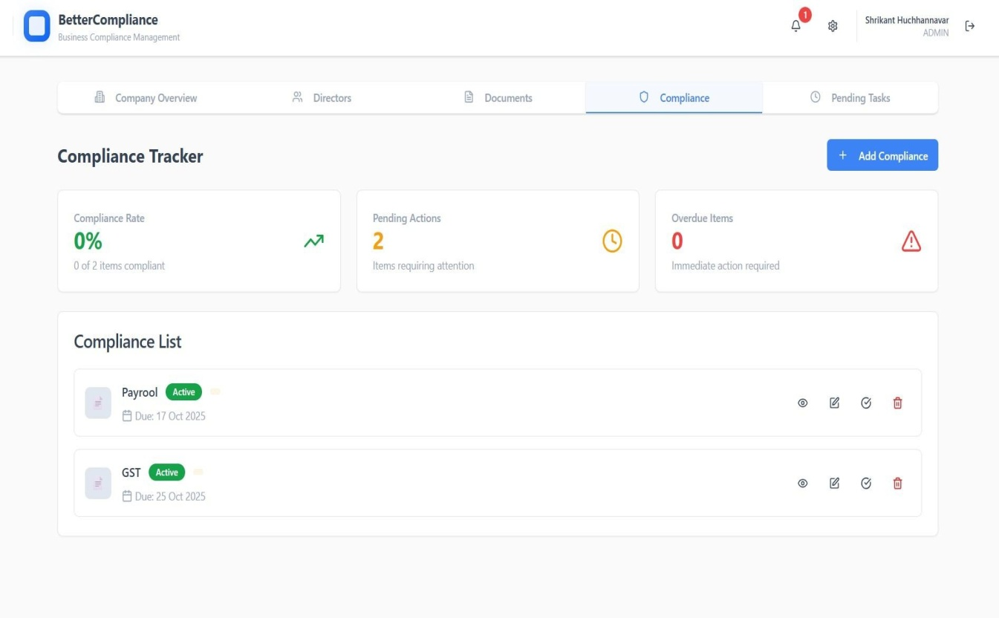 BetterCompliance
Business Compliance Management
1
Shrikant Huchhannavar
ADMIN
Company Overview
Directors
Documents
Compliance
Pending Tasks
Compliance Tracker
+ Add Compliance
Compliance Rate
0%
0 of 2 items compliant
Pending Actions
2
Items requiring attention
Overdue Items
0
Immediate action required
Compliance List
Payrool Active
Due: 17 Oct 2025
GST Active
Due: 25 Oct 2025